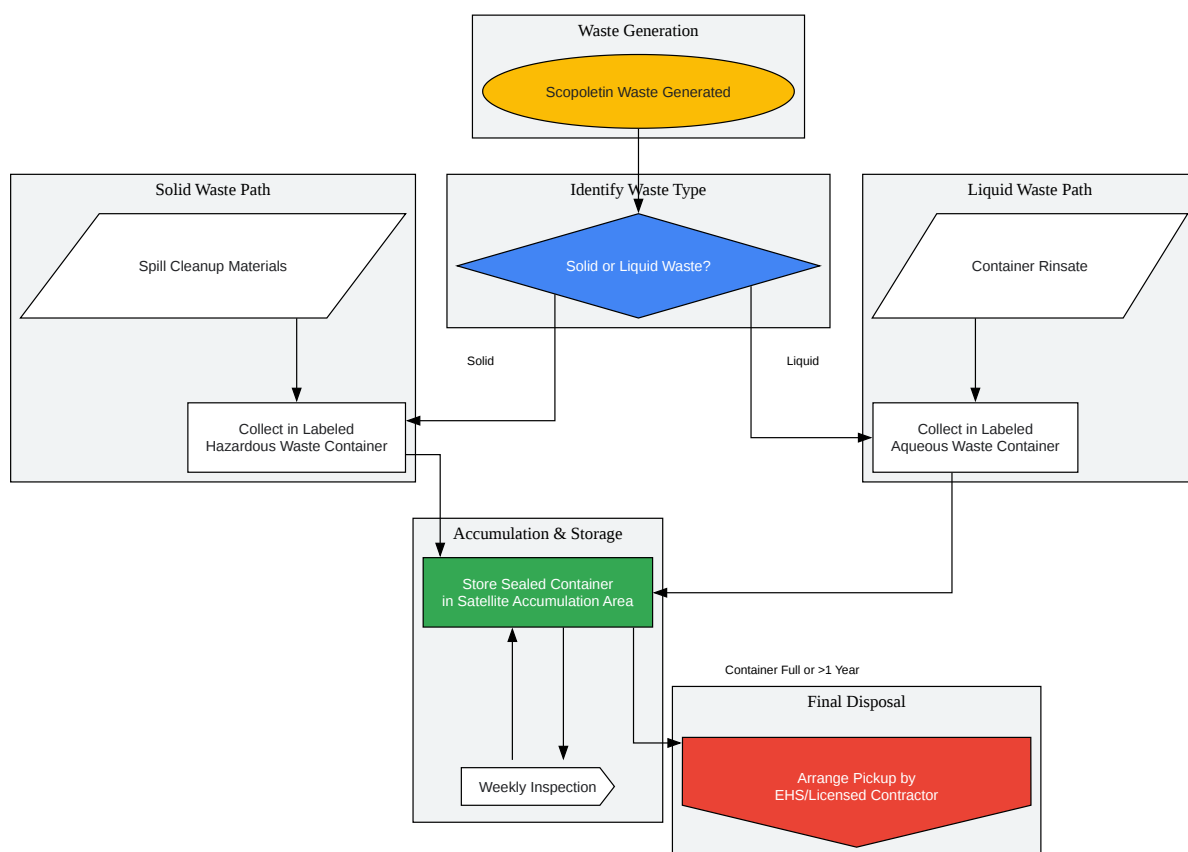 Waste Generation
Scopoletin Waste Generated
Solid Waste Path
Identify Waste Type
Liquid Waste Path
Spill Cleanup Materials
Solid or Liquid Waste?
Container Rinsate
Solid
Liquid
Collect in Labeled
Hazardous Waste Container
Collect in Labeled
Aqueous Waste Container
Accumulation & Storage
Store Sealed Container
in Satellite Accumulation Area
Container Full or >1 Year
Final Disposal
Weekly Inspection
Arrange Pickup by
EHS/Licensed Contractor